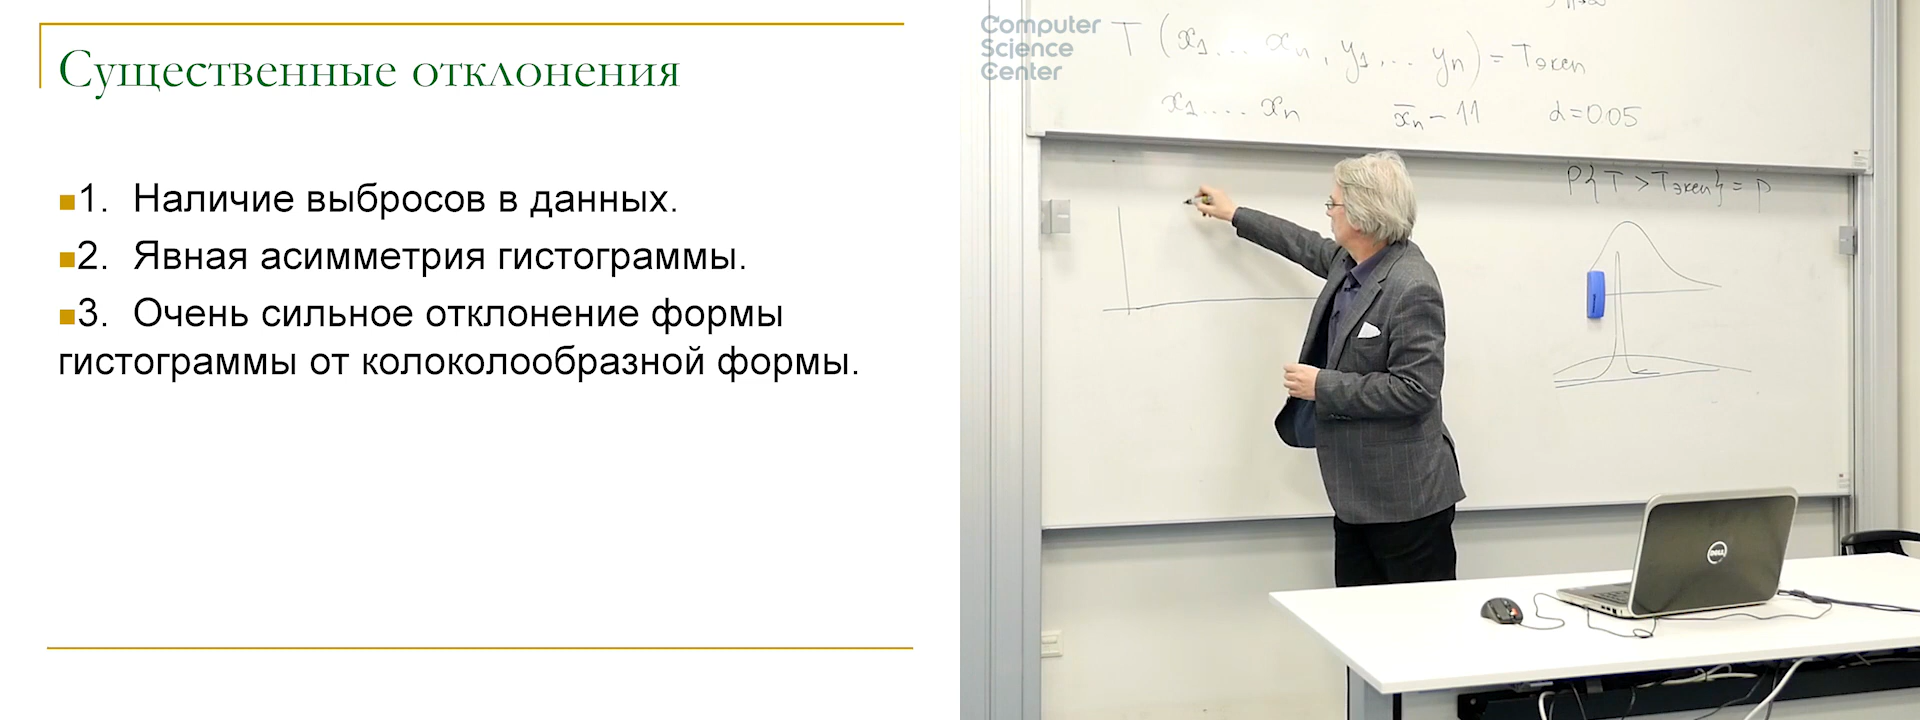 Существенные отклонения
1. Наличие выбросов в данных.
2. Явная асимметрия гистограммы.
3. Очень сильное отклонение формы
гистограммы от колоколообразной формы.
Computer
Science
Center
T (x₁ ... xₙ, y₁ ... yₙ) = Tэксп
x₁ .... xₙ x̄ₙ - 11 α=0.05
P{T > Tэксп} = p
DELL